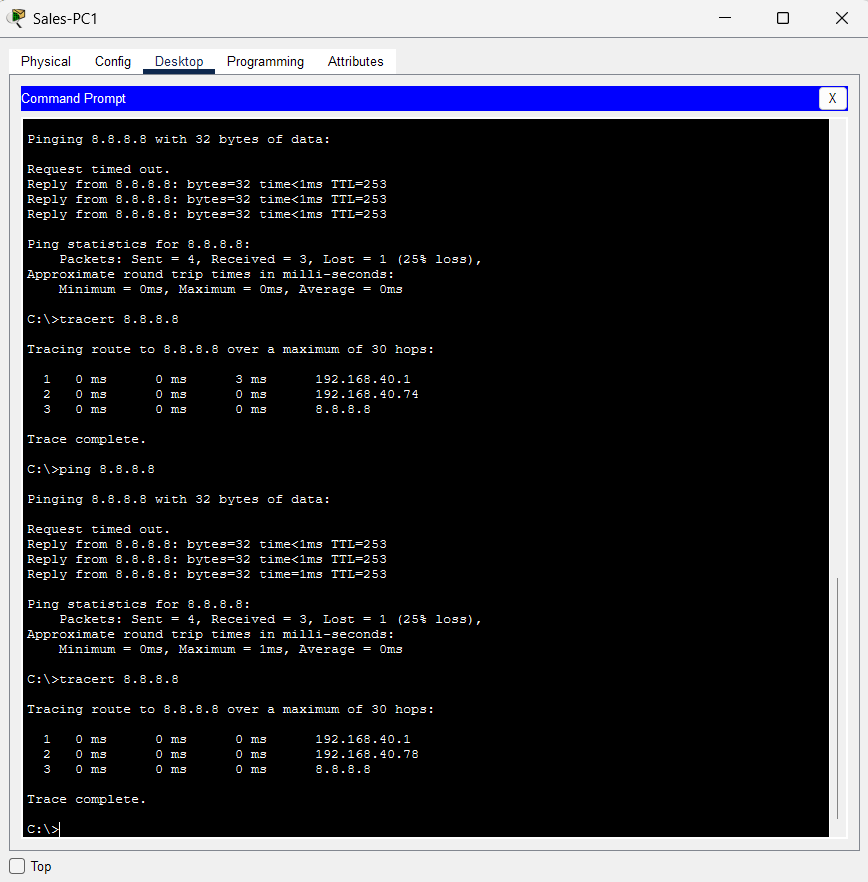 Sales-PC1
Physical Config Desktop Programming Attributes
Command Prompt X
Pinging 8.8.8.8 with 32 bytes of data:
Request timed out.
Reply from 8.8.8.8: bytes=32 time<1ms TTL=253
Reply from 8.8.8.8: bytes=32 time<1ms TTL=253
Reply from 8.8.8.8: bytes=32 time<1ms TTL=253
Ping statistics for 8.8.8.8:
Packets: Sent = 4, Received = 3, Lost = 1 (25% loss),
Approximate round trip times in milli-seconds:
Minimum = 0ms, Maximum = 0ms, Average = 0ms
C:\>tracert 8.8.8.8
Tracing route to 8.8.8.8 over a maximum of 30 hops:
1 0 ms 0 ms 3 ms 192.168.40.1
2 0 ms 0 ms 0 ms 192.168.40.74
3 0 ms 0 ms 0 ms 8.8.8.8
Trace complete.
C:\>ping 8.8.8.8
Pinging 8.8.8.8 with 32 bytes of data:
Request timed out.
Reply from 8.8.8.8: bytes=32 time<1ms TTL=253
Reply from 8.8.8.8: bytes=32 time<1ms TTL=253
Reply from 8.8.8.8: bytes=32 time=1ms TTL=253
Ping statistics for 8.8.8.8:
Packets: Sent = 4, Received = 3, Lost = 1 (25% loss),
Approximate round trip times in milli-seconds:
Minimum = 0ms, Maximum = 1ms, Average = 0ms
C:\>tracert 8.8.8.8
Tracing route to 8.8.8.8 over a maximum of 30 hops:
1 0 ms 0 ms 0 ms 192.168.40.1
2 0 ms 0 ms 0 ms 192.168.40.78
3 0 ms 0 ms 0 ms 8.8.8.8
Trace complete.
C:\>
Top